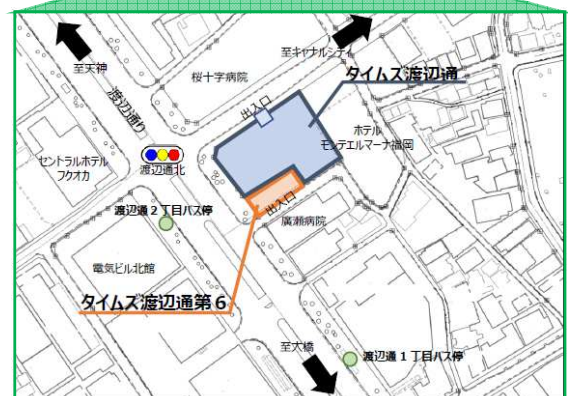 至天神
至キャナルシティ
桜十字病院
タイムズ渡辺通
渡辺通り
出入口
ホテル
モンテエルマーナ福岡
セントラルホテル
フクオカ
渡辺通北
出入口
渡辺通2丁目バス停
廣瀬病院
電気ビル北館
タイムズ渡辺通第6
至大橋
渡辺通1丁目バス停